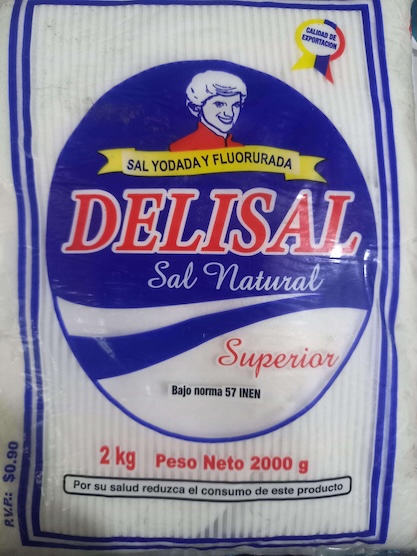 CALIDAD DE
EXPORTACIÓN
SAL YODADA Y FLUORURADA
DELISAL
Sal Natural
Superior
Bajo norma 57 INEN
2 kg Peso Neto 2000 g
Por su salud reduzca el consumo de este producto
P.V.P.: $0.90